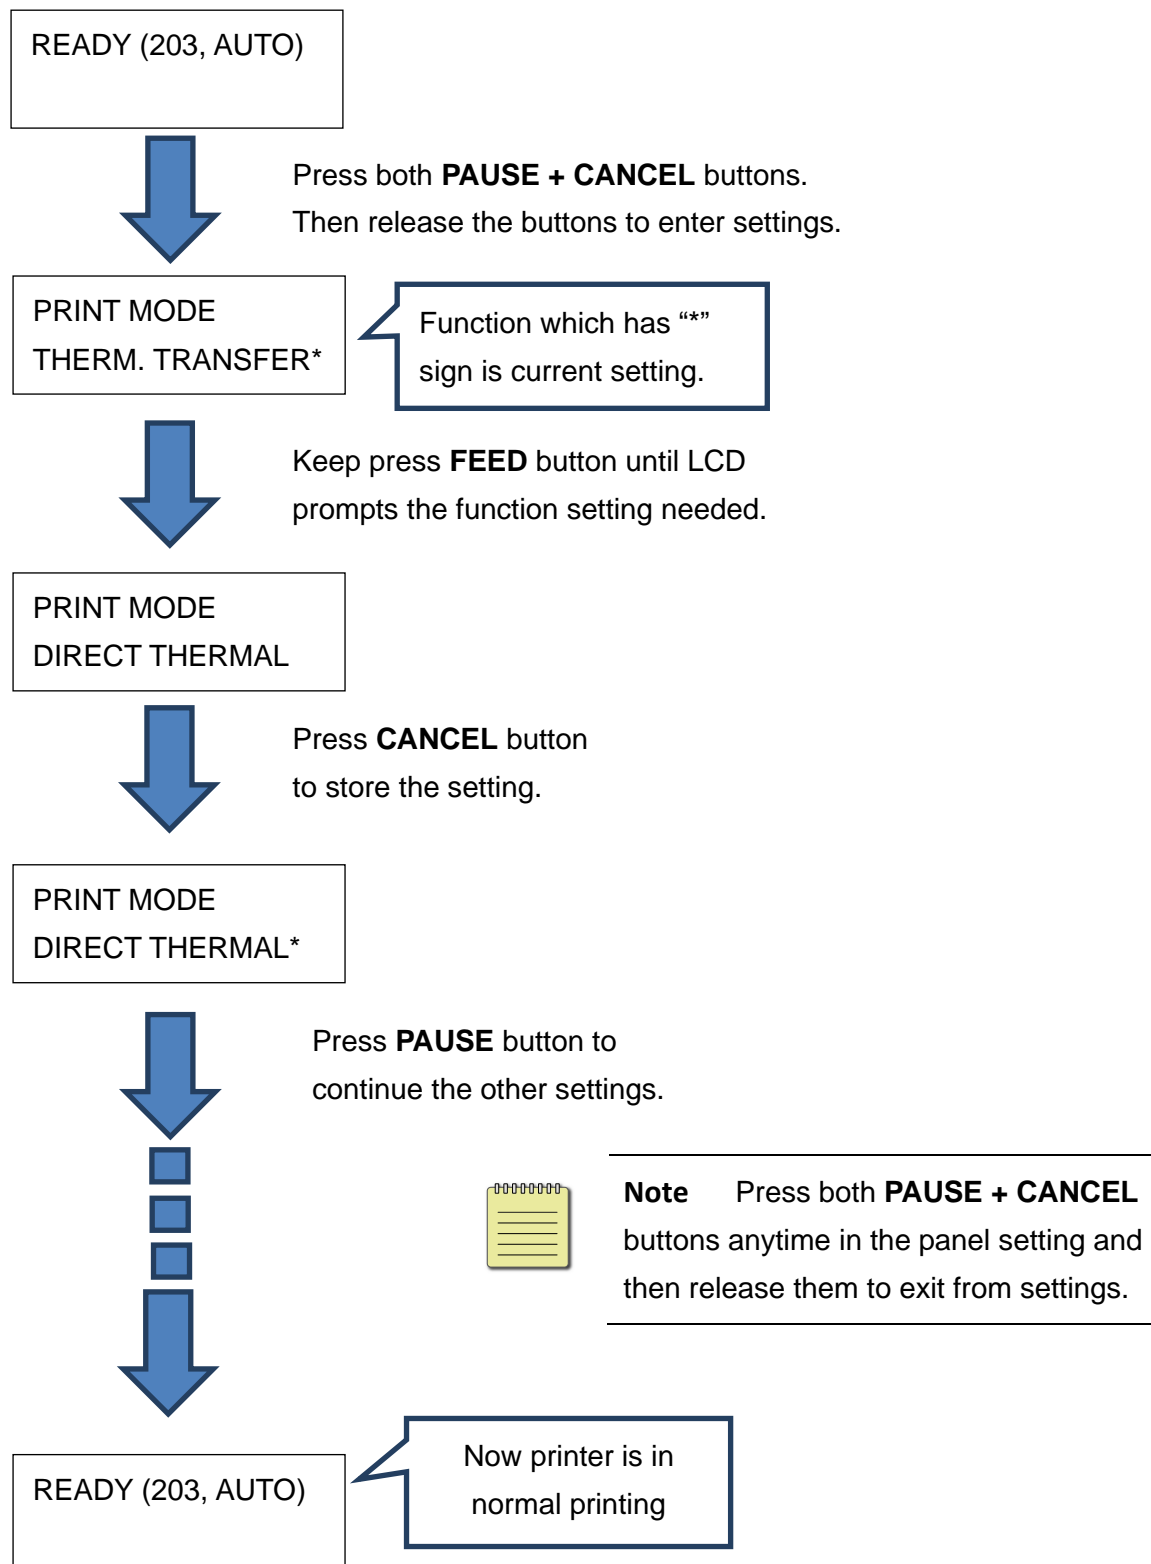 READY (203, AUTO)
Press both PAUSE + CANCEL buttons.
Then release the buttons to enter settings.
PRINT MODE
THERM. TRANSFER*
Function which has “*”
sign is current setting.
Keep press FEED button until LCD
prompts the function setting needed.
PRINT MODE
DIRECT THERMAL
Press CANCEL button
to store the setting.
PRINT MODE
DIRECT THERMAL*
Press PAUSE button to
continue the other settings.
Note Press both PAUSE + CANCEL
buttons anytime in the panel setting and
then release them to exit from settings.
Now printer is in
normal printing
READY (203, AUTO)